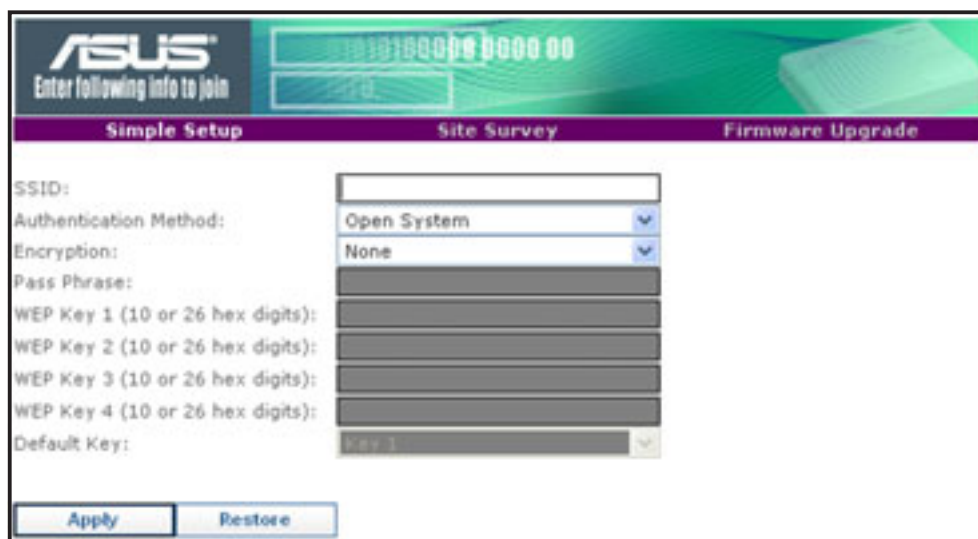 ASUS
Enter following info to join
Simple Setup Site Survey Firmware Upgrade
SSID:
Authentication Method: Open System
Encryption: None
Pass Phrase:
WEP Key 1 (10 or 26 hex digits):
WEP Key 2 (10 or 26 hex digits):
WEP Key 3 (10 or 26 hex digits):
WEP Key 4 (10 or 26 hex digits):
Default Key: Key 1
Apply Restore